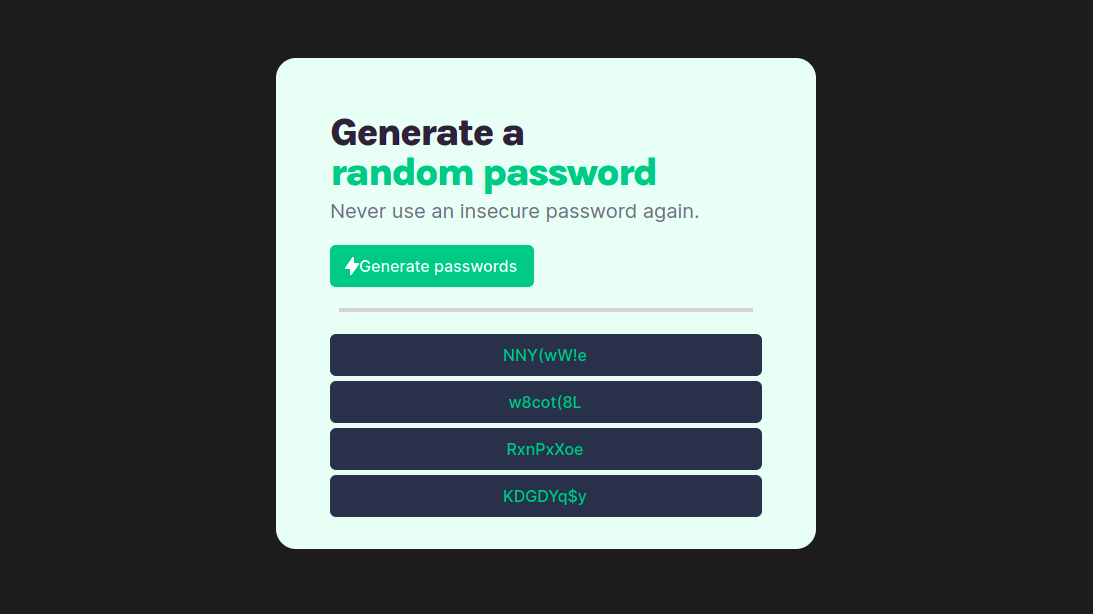 Generate a
random password
Never use an insecure password again.
Generate passwords
NNY(wW!e
w8cot(8L
RxnPxXoe
KDGDYq$y